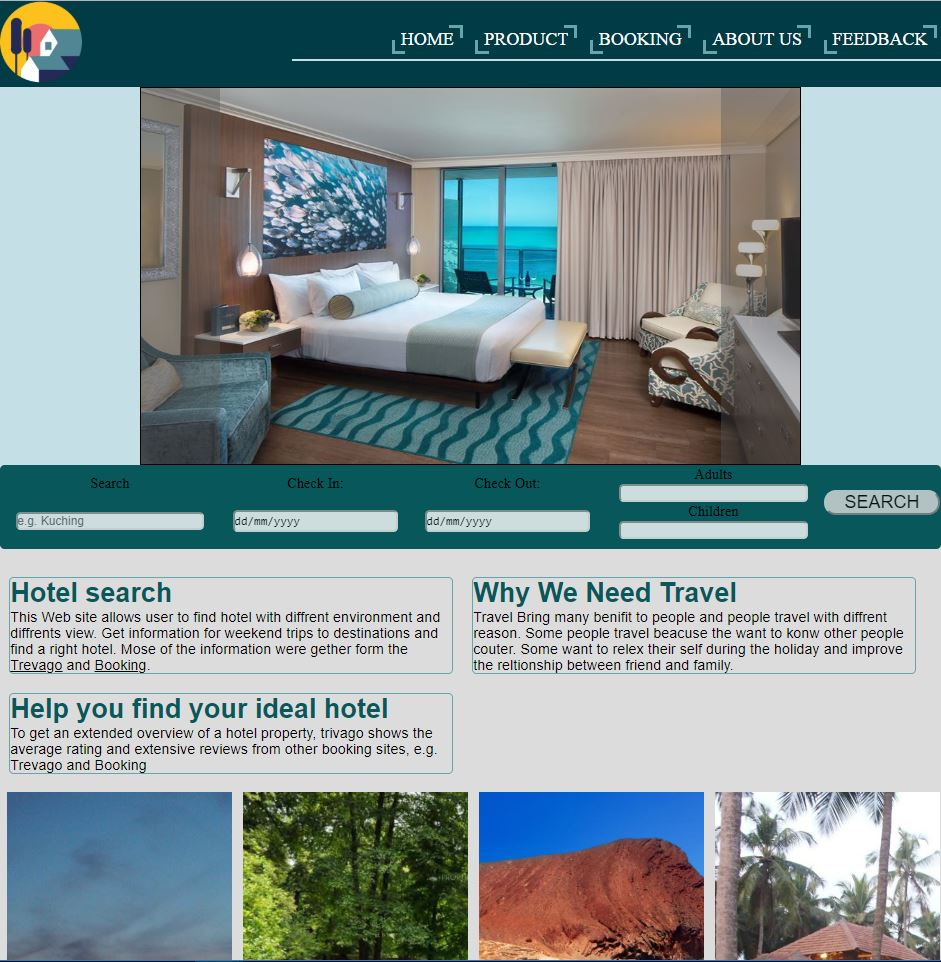 HOME PRODUCT BOOKING ABOUT US FEEDBACK
Search Check In: Check Out: Adults
e.g. Kuching dd/mm/yyyy dd/mm/yyyy SEARCH
Children
Hotel search
This Web site allows user to find hotel with diffrent environment and
diffrents view. Get information for weekend trips to destinations and
find a right hotel. Mose of the information were gether form the
Trevago and Booking.
Why We Need Travel
Travel Bring many benifit to people and people travel with diffrent
reason. Some people travel beacuse the want to konw other people
couter. Some want to relex their self during the holiday and improve
the reltionship between friend and family.
Help you find your ideal hotel
To get an extended overview of a hotel property, trivago shows the
average rating and extensive reviews from other booking sites, e.g.
Trevago and Booking